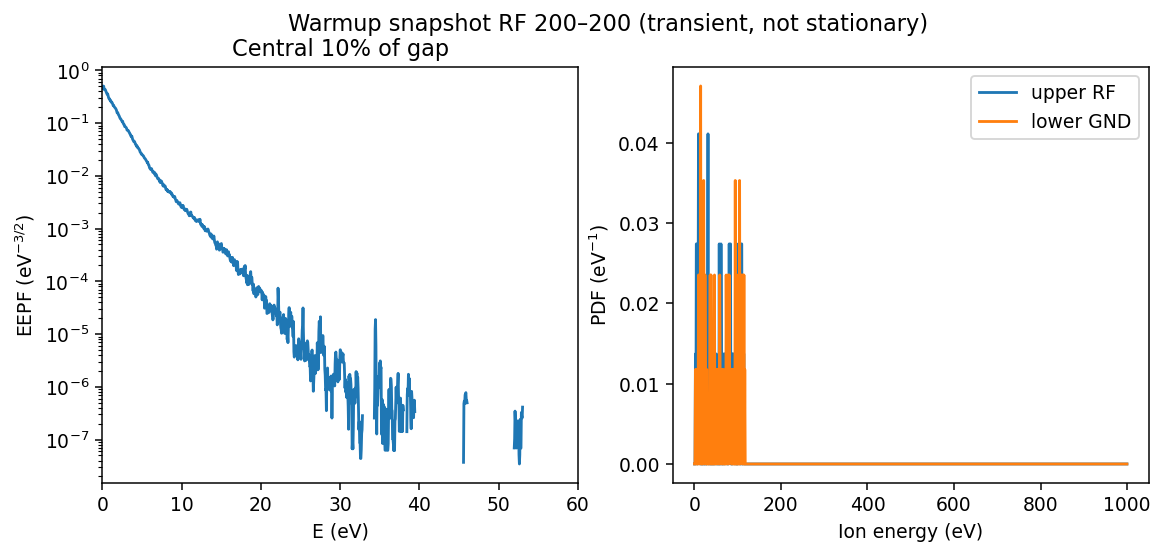 Warmup snapshot RF 200–200 (transient, not stationary)
Central 10% of gap
EEPF (eV⁻³/²)
10⁰
10⁻¹
10⁻²
10⁻³
10⁻⁴
10⁻⁵
10⁻⁶
10⁻⁷
0 10 20 30 40 50 60
E (eV)
PDF (eV⁻¹)
0.04
0.03
0.02
0.01
0.00
upper RF
lower GND
0 200 400 600 800 1000
Ion energy (eV)